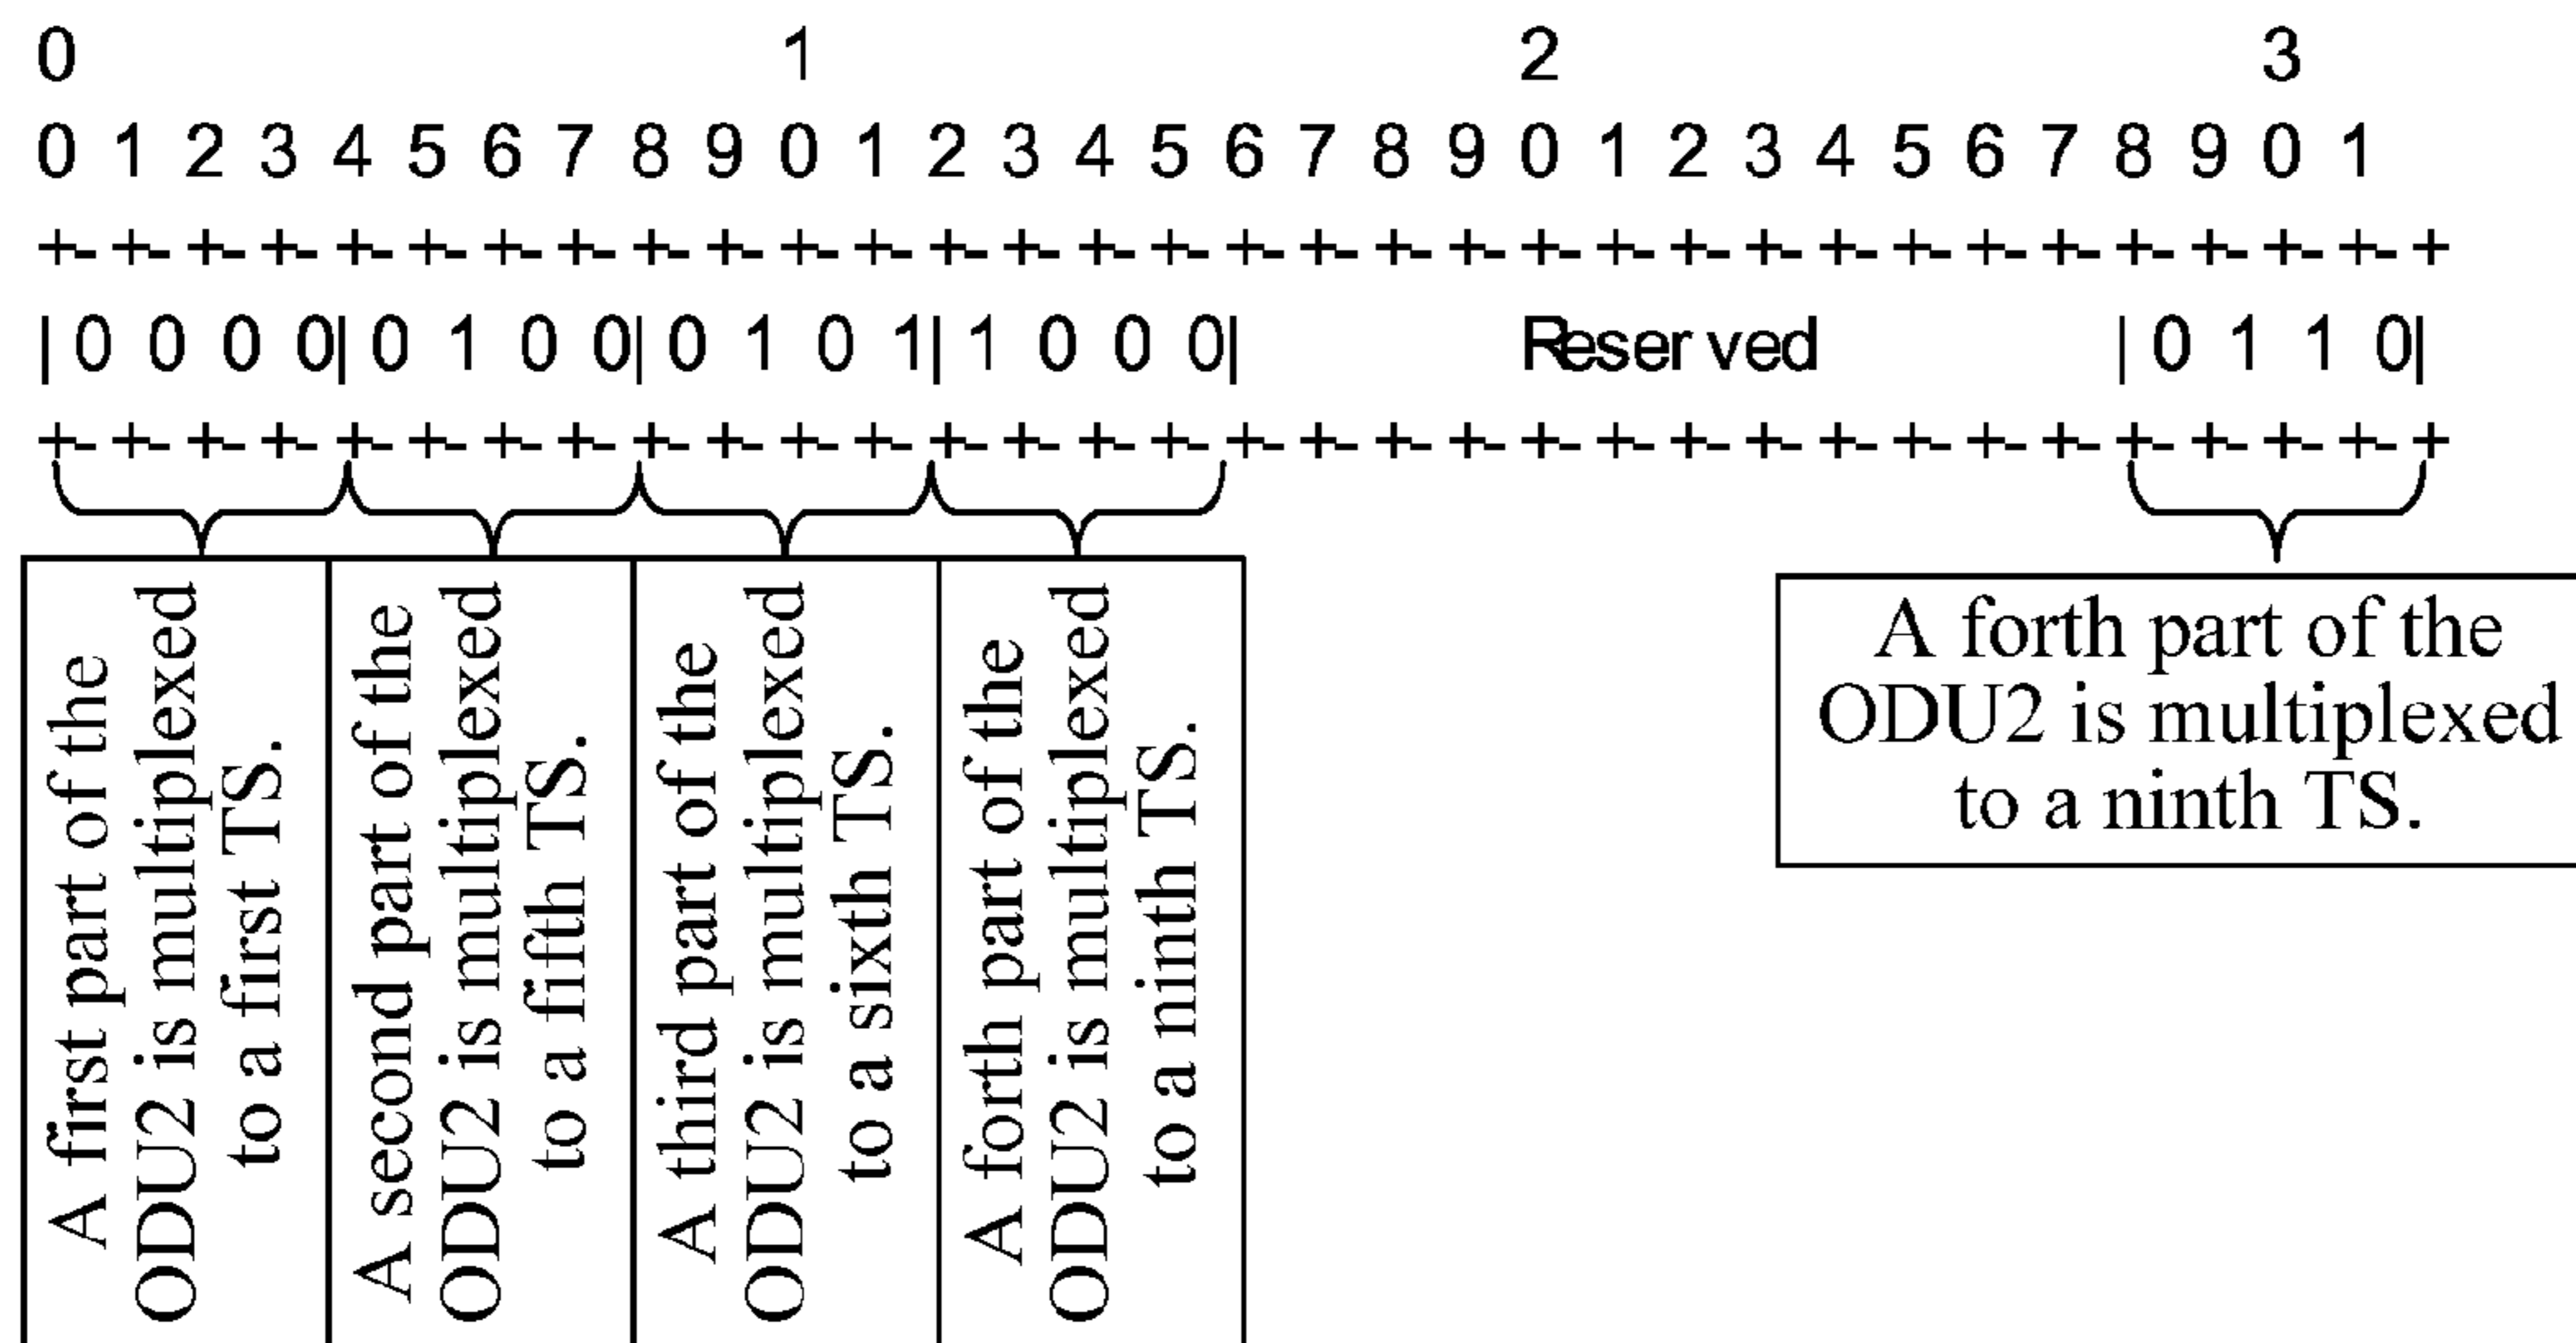 0 1 2 3
0 1 2 3 4 5 6 7 8 9 0 1 2 3 4 5 6 7 8 9 0 1 2 3 4 5 6 7 8 9 0 1
+- +- +- +- +- +- +- +- +- +- +- +- +- +- +- +- +- +- +- +- +- +- +- +- +- +- +- +- +- +- +- +- +
| 0 0 0 0| 0 1 0 0| 0 1 0 1| 1 0 0 0| Reser ved | 0 1 1 0|
+- +- +- +- +- +- +- +- +- +- +- +- +- +- +- +- +- +- +- +- +- +- +- +- +- +- +- +- +- +- +- +- +
A first part of the
ODU2 is multiplexed
to a first TS.
A second part of the
ODU2 is multiplexed
to a fifth TS.
A third part of the
ODU2 is multiplexed
to a sixth TS.
A forth part of the
ODU2 is multiplexed
to a ninth TS.
A forth part of the
ODU2 is multiplexed
to a ninth TS.